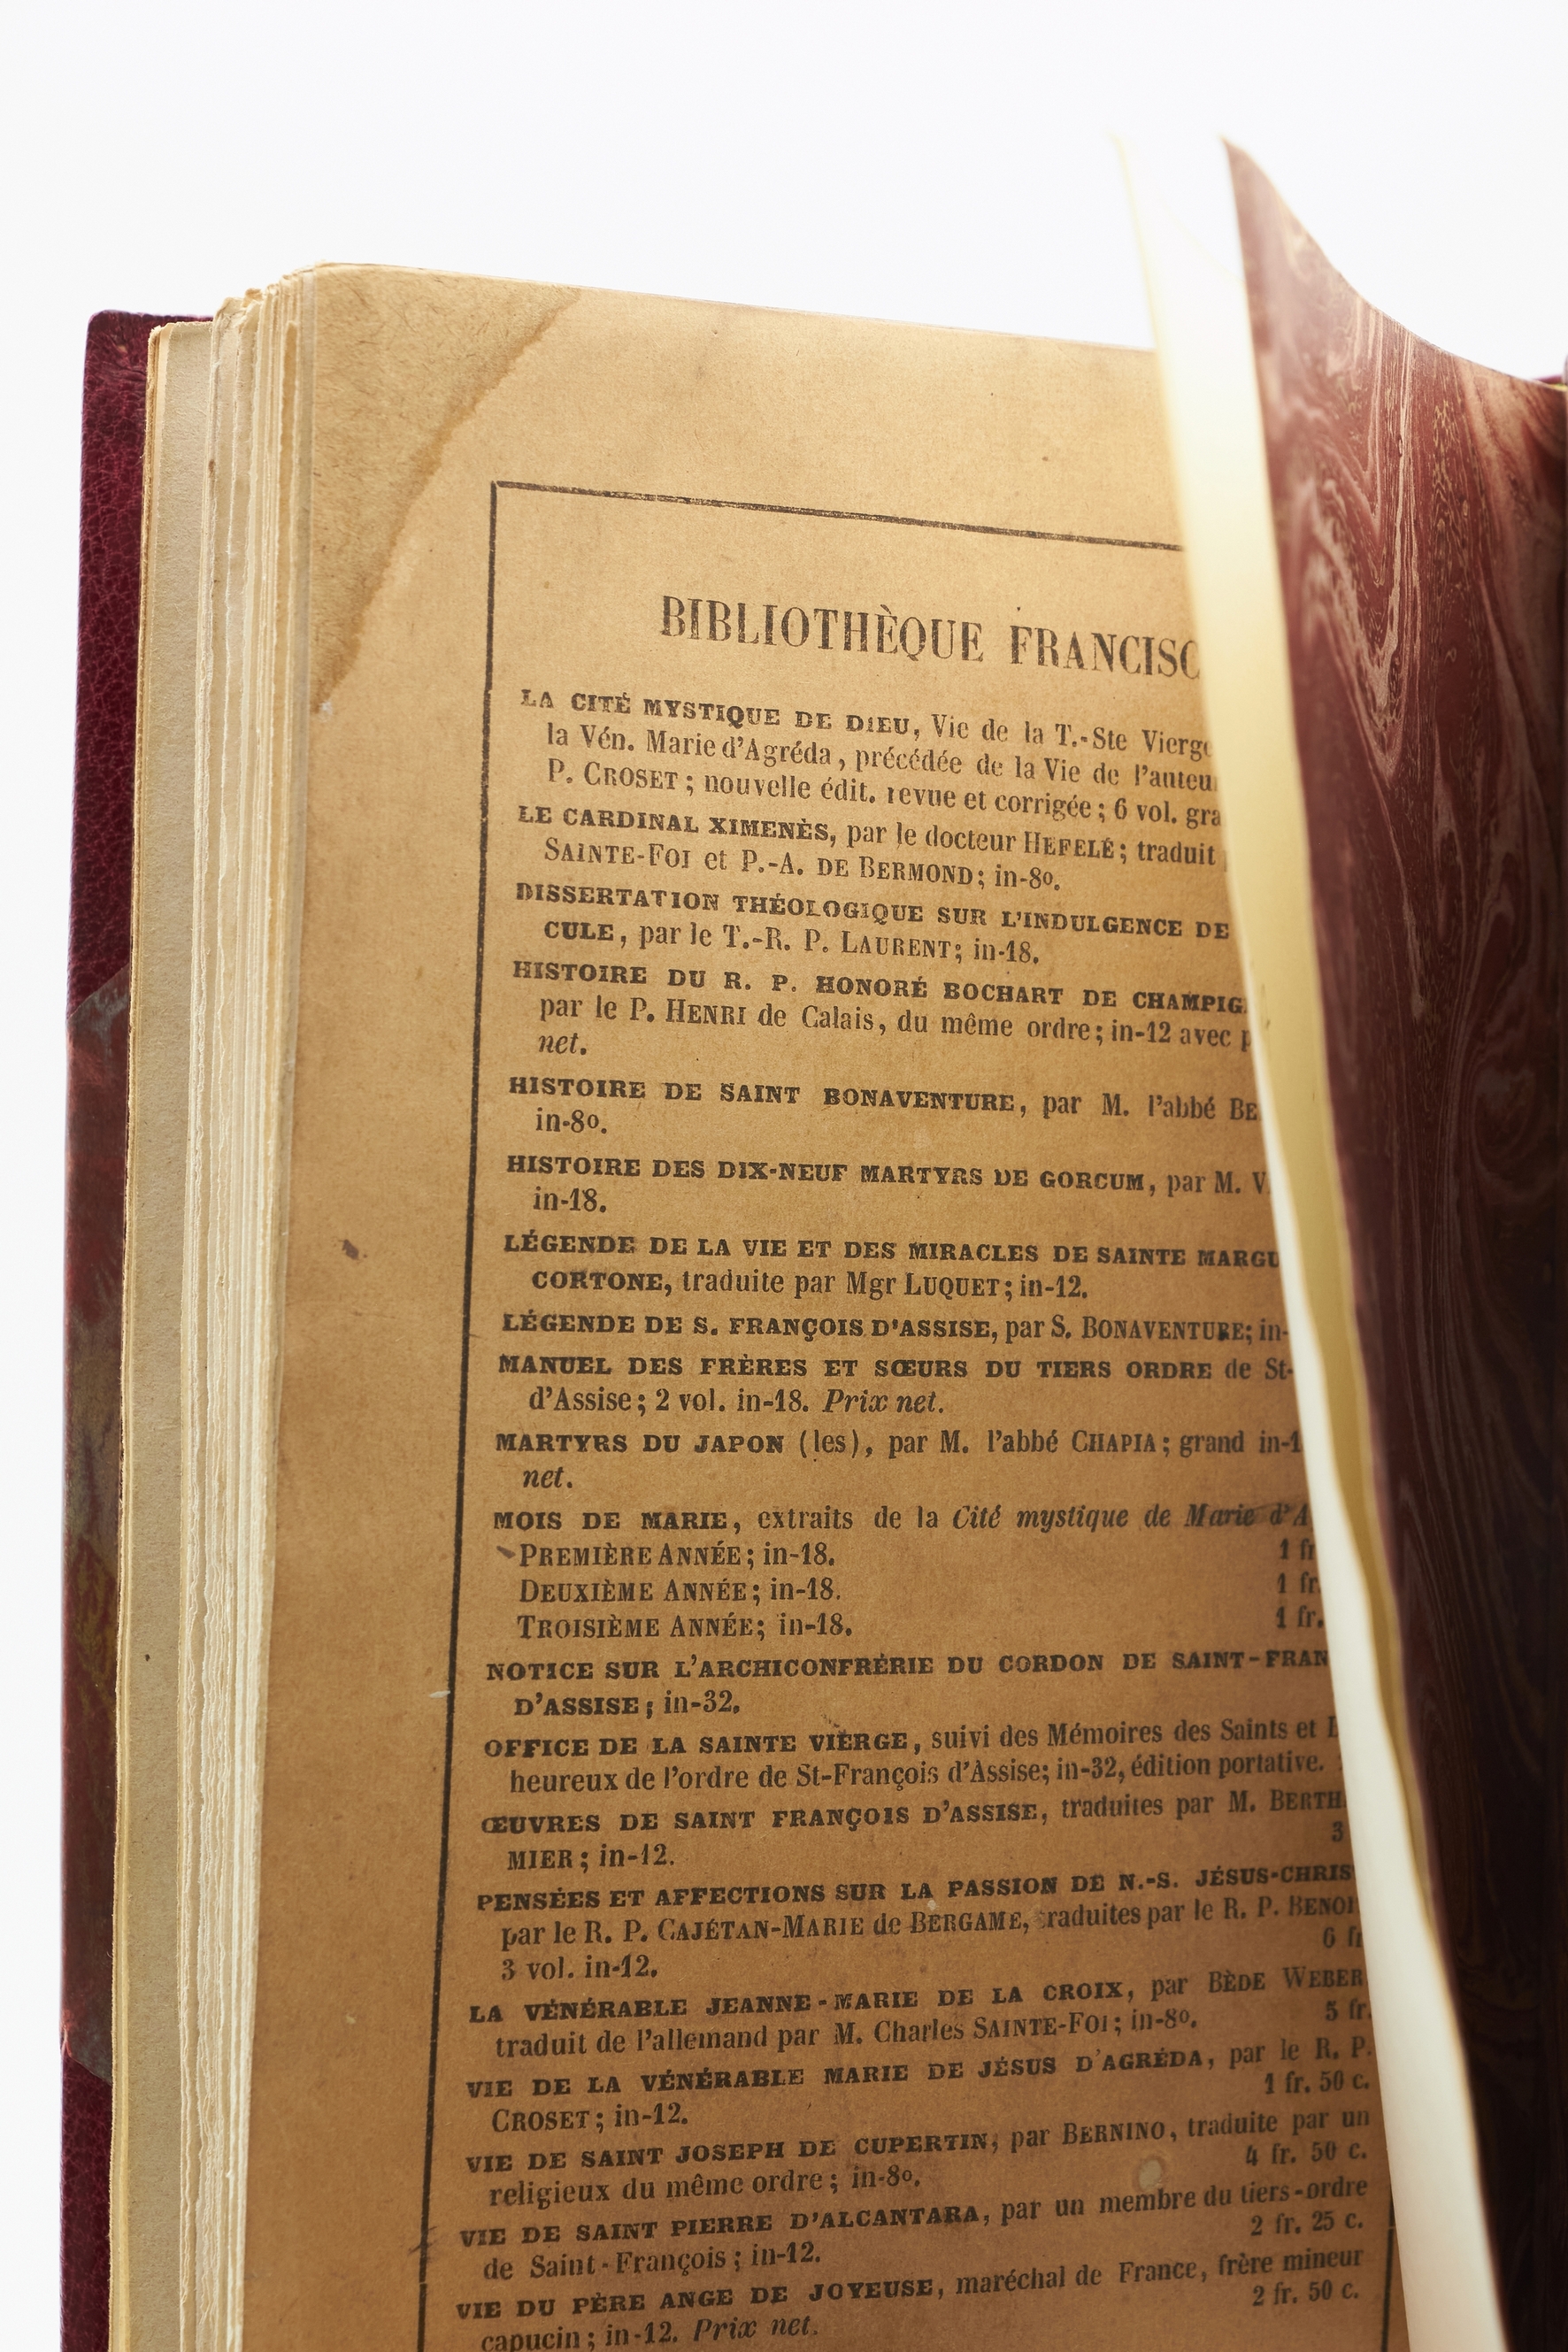 BIBLIOTHÈQUE
LA CITÉ MYSTIQUE DE DIEU, Vie de la T.-Ste
la Vén. Marie d'Agréda, précédée de la Vie de
P. CROSET; nouvelle édit. revue et corrigée; 6 vol.
LE CARDINAL XIMENÈS, par le docteur HEFELÉ; traduit
SAINTE-FOI et P.-A. DE BERMOND; in-8o.
DISSERTATION THÉOLOGIQUE SUR L'INDULGENCE DE
CULE, par le T.-R. P. LAURENT; in-18.
HISTOIRE DU R. P. HONORÉ BOCHART DE
par le P. HENRI de Calais, du même ordre; in-12 avec
net.
HISTOIRE DE SAINT BONAVENTURE, par M. l'abbé
in-8o.
HISTOIRE DES DIX-NEUF MARTYRS DE GORCUM, par M.
in-18.
LÉGENDE DE LA VIE ET DES MIRACLES DE SAINTE
CORTONE, traduite par Mgr LUQUET; in-12.
LÉGENDE DE S. FRANÇOIS D'ASSISE, par S. BONAVENTURE; in-
MANUEL DES FRÈRES ET SŒURS DU TIERS ORDRE de St-
d'Assise; 2 vol. in-18. Prix net.
MARTYRS DU JAPON (les), par M. l'abbé CHAPIA; grand
net.
MOIS DE MARIE, extraits de la Cité mystique de Marie
PREMIÈRE ANNÉE; in-18. 1
DEUXIÈME ANNÉE; in-18. 1 fr.
TROISIÈME ANNÉE; in-18. 1 fr.
NOTICE SUR L'ARCHICONFRÉRIE DU CORDON DE SAINT-FRAN
D'ASSISE; in-32.
OFFICE DE LA SAINTE VIERGE, suivi des Mémoires des Saints et
heureux de l'ordre de St-François d'Assise; in-32, édition portative.
ŒUVRES DE SAINT FRANÇOIS D'ASSISE, traduites par M. BERTH
MIER; in-12. 3
PENSÉES ET AFFECTIONS SUR LA PASSION DE N.-S. JÉSUS-CHRIS
par le R. P. CAJÉTAN-MARIE de BERGAME, traduites par le R. P.
3 vol. in-12. 6
LA VÉNÉRABLE JEANNE-MARIE DE LA CROIX, par BÈDE WEBER
traduit de l'allemand par M. Charles SAINTE-FOI; in-8o. 5 fr.
VIE DE LA VÉNÉRABLE MARIE DE JÉSUS D'AGRÉDA, par le R. P.
CROSET; in-12. 1 fr. 50 c.
VIE DE SAINT JOSEPH DE CUPERTIN, par BERNINO, traduite par un
religieux du même ordre; in-8o. 4 fr. 50 c.
VIE DE SAINT PIERRE D'ALCANTARA, par un membre du tiers-ordre
de Saint-François; in-12. 2 fr. 25 c.
VIE DU PÈRE ANGE DE JOYEUSE, maréchal de France, frère mineur
capucin; in-12. Prix net. 2 fr. 50 c.